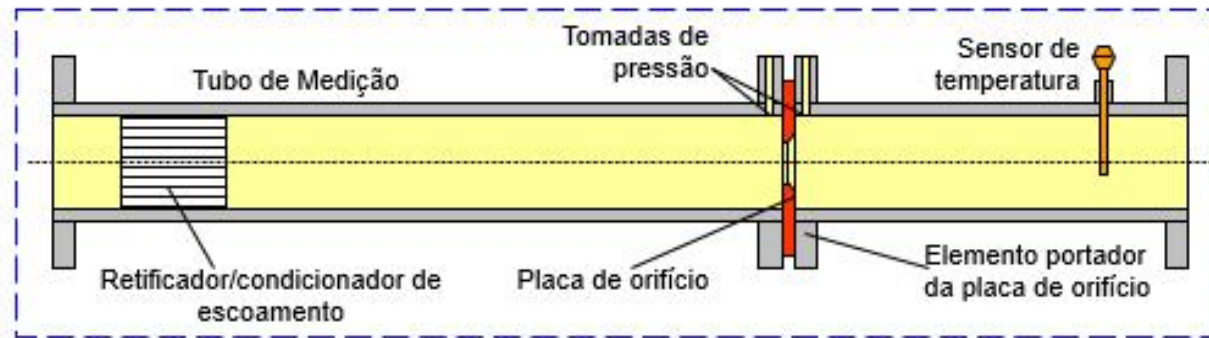 Tomadas de
pressão
Sensor de
temperatura
Tubo de Medição
Retificador/condicionador de
escoamento
Placa de orifício
Elemento portador
da placa de orifício